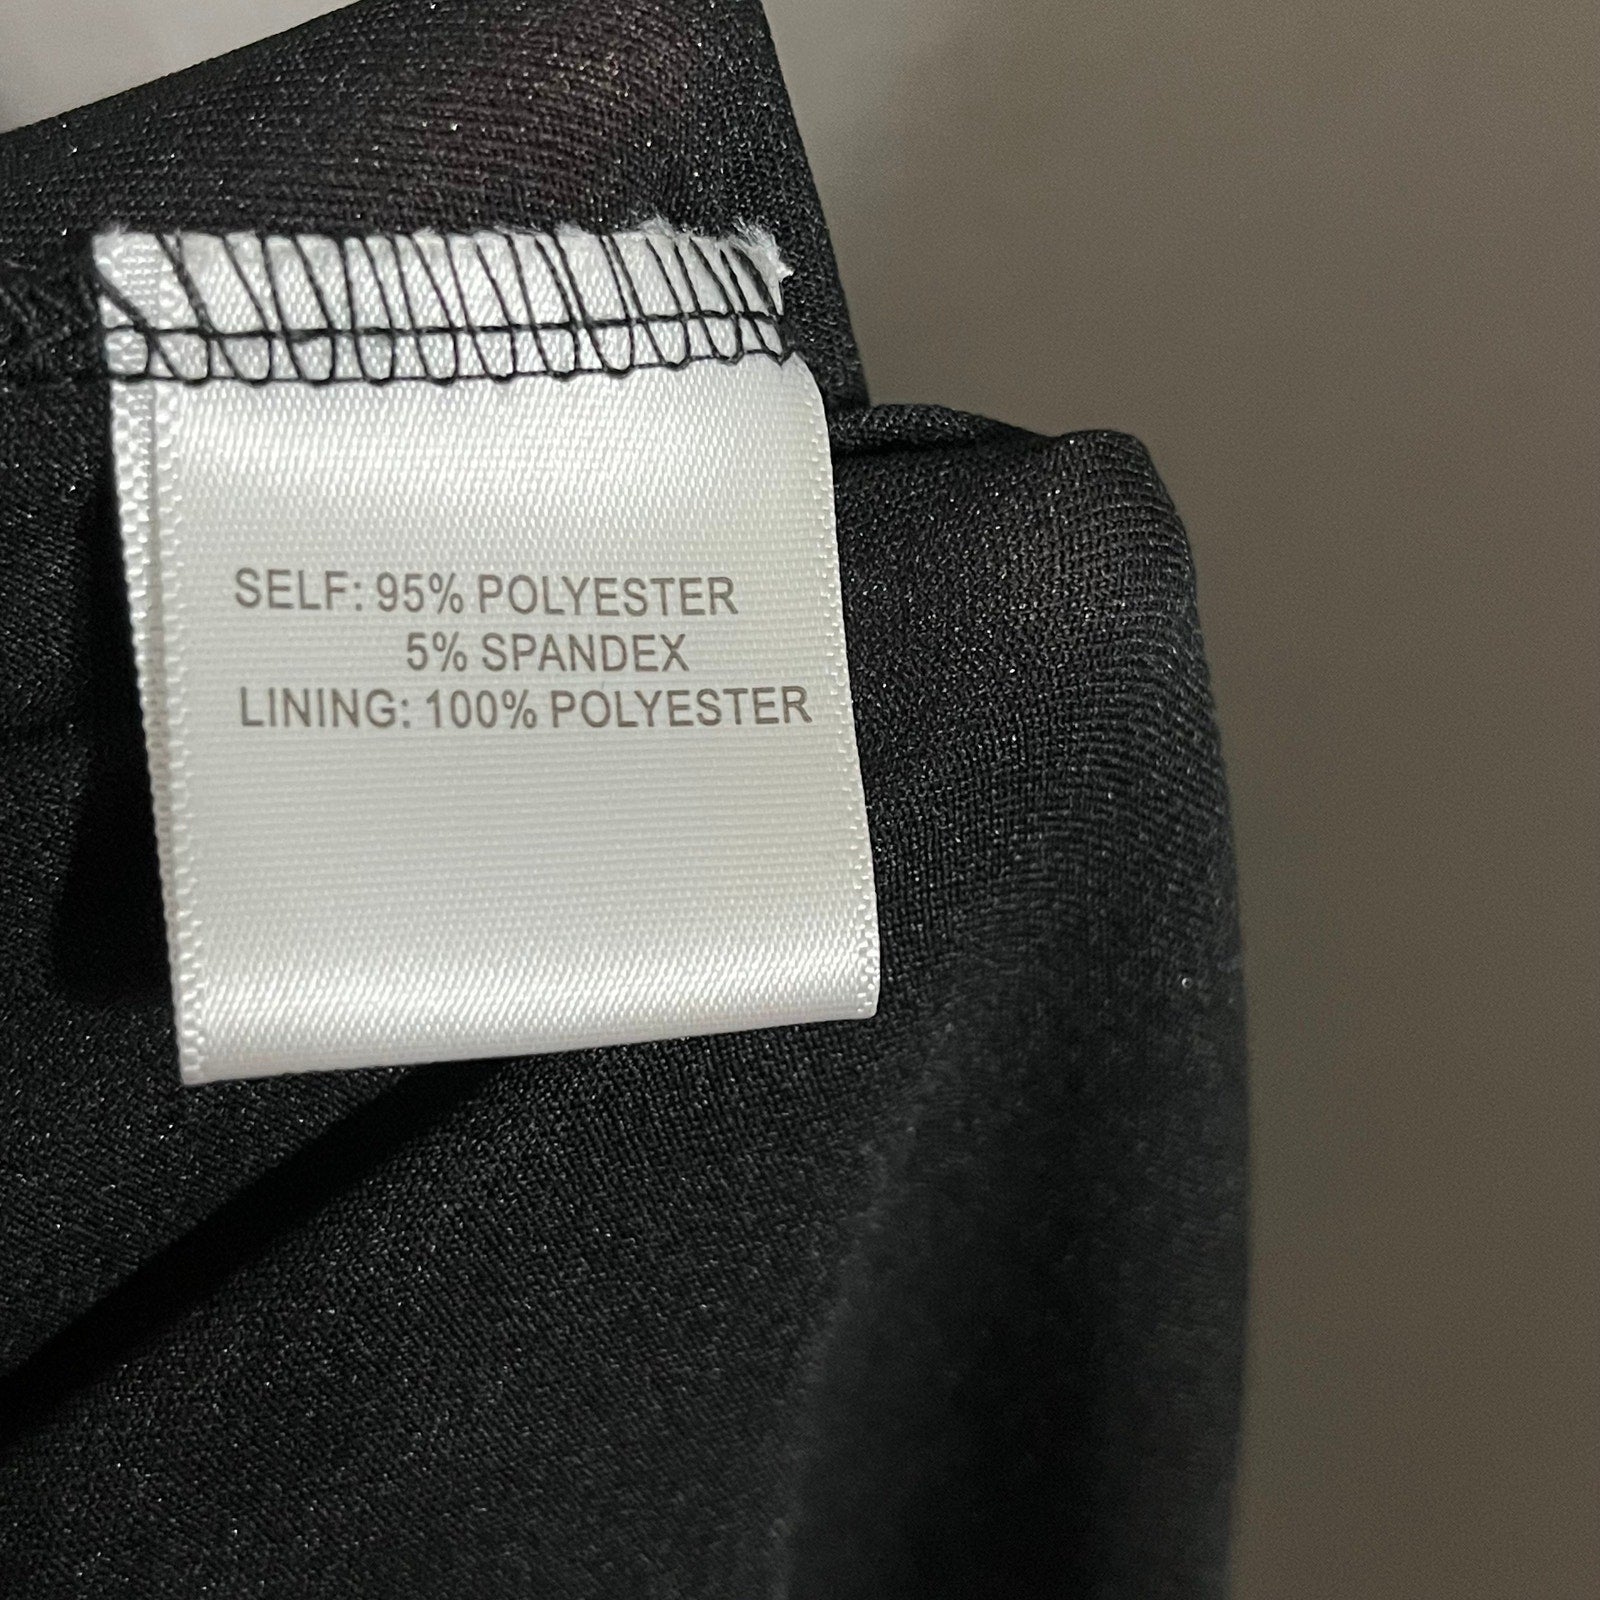 SELF: 95% POLYESTER
5% SPANDEX
LINING: 100% POLYESTER